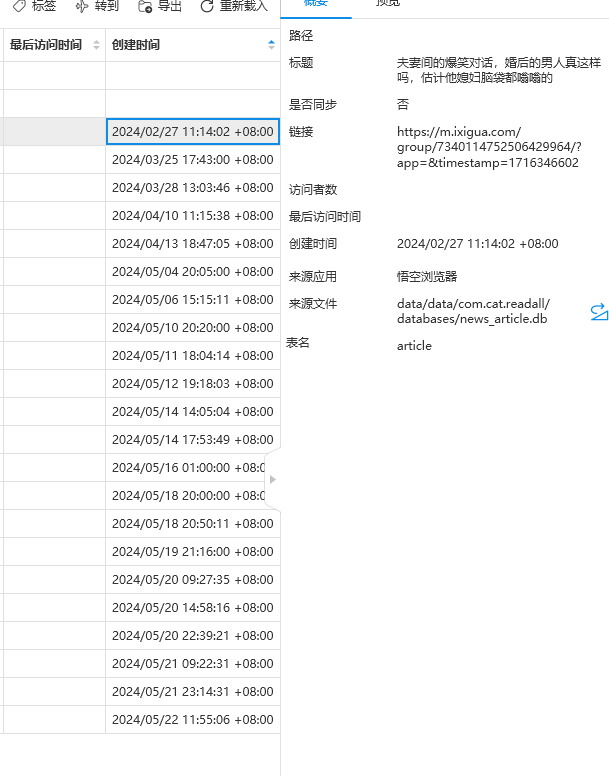 标签 转到 导出 重新载入
最后访问时间 创建时间
2024/02/27 11:14:02 +08:00
2024/03/25 17:43:00 +08:00
2024/03/28 13:03:46 +08:00
2024/04/10 11:15:38 +08:00
2024/04/13 18:47:05 +08:00
2024/05/04 20:05:00 +08:00
2024/05/06 15:15:11 +08:00
2024/05/10 20:20:00 +08:00
2024/05/11 18:04:14 +08:00
2024/05/12 19:18:03 +08:00
2024/05/14 14:05:04 +08:00
2024/05/14 17:53:49 +08:00
2024/05/16 01:00:00 +08:0
2024/05/18 20:00:00 +08:0
2024/05/18 20:50:11 +08:00
2024/05/19 21:16:00 +08:00
2024/05/20 09:27:35 +08:00
2024/05/20 14:58:16 +08:00
2024/05/20 22:39:21 +08:00
2024/05/21 09:22:31 +08:00
2024/05/21 23:14:31 +08:00
2024/05/22 11:55:06 +08:00
概要 预览
路径
标题 夫妻间的爆笑对话，婚后的男人真这样
吗，估计他媳妇脑袋都嗡嗡的
是否同步 否
链接 https://m.ixigua.com/
group/7340114752506429964/?
app=&timestamp=1716346602
访问者数
最后访问时间
创建时间 2024/02/27 11:14:02 +08:00
来源应用 悟空浏览器
来源文件 data/data/com.cat.readall/
databases/news_article.db
表名 article